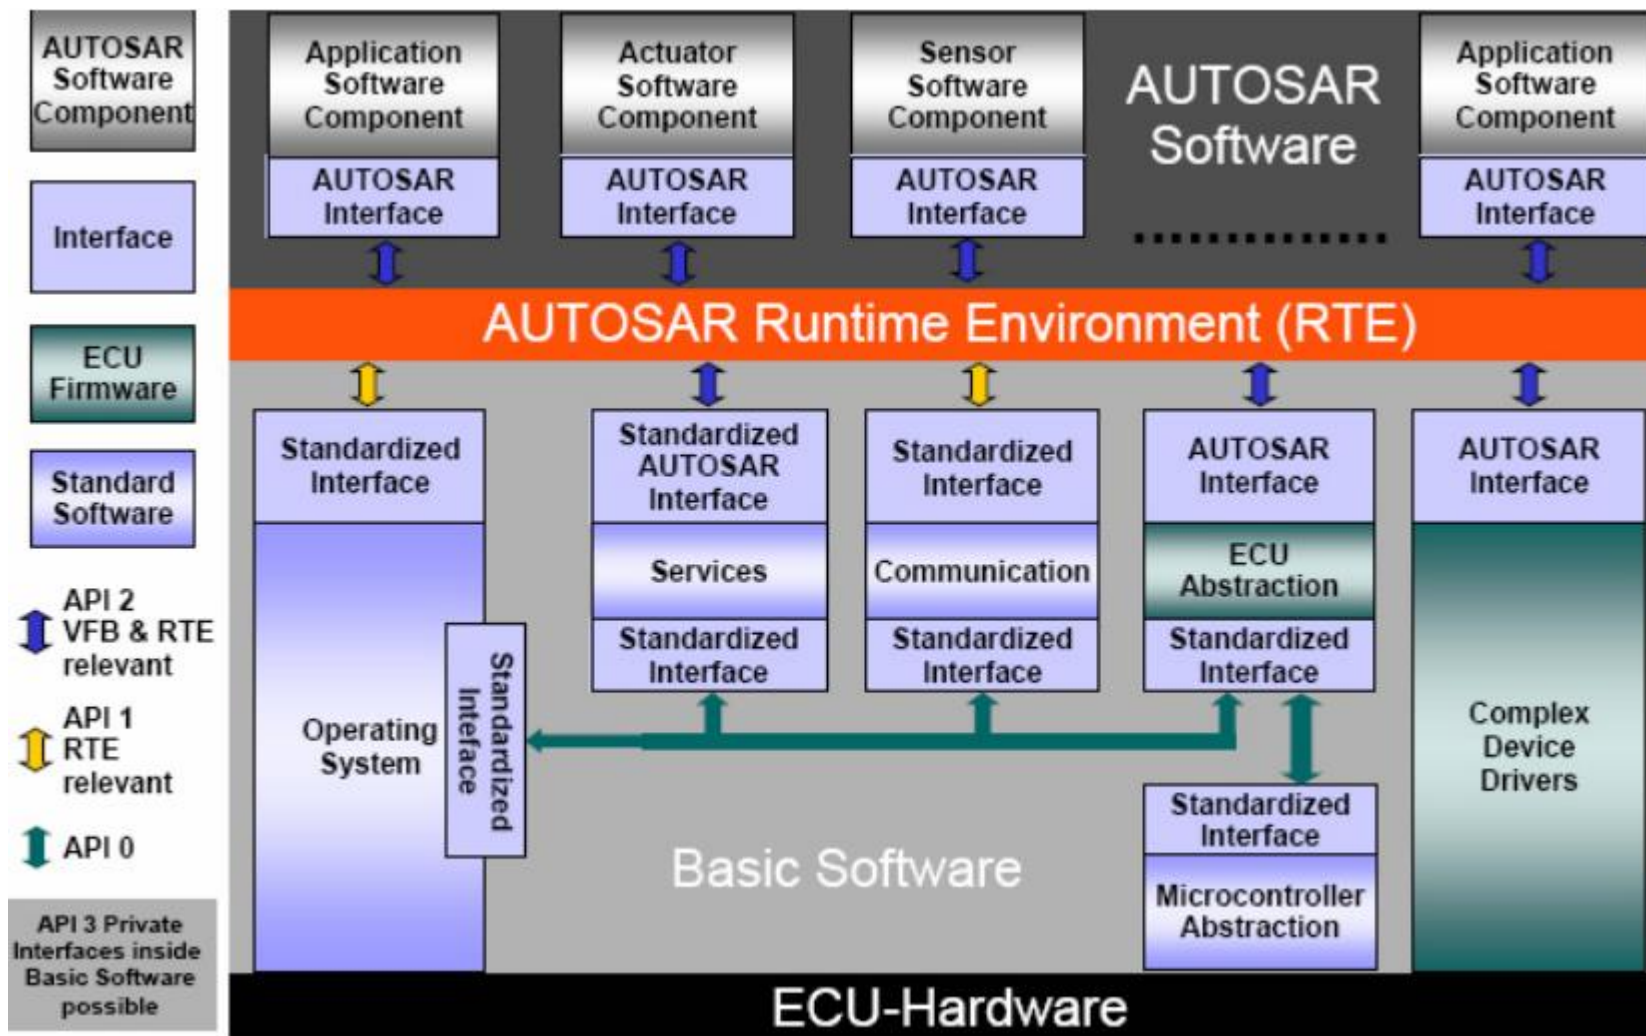 AUTOSAR
Software
Component
Interface
ECU
Firmware
Standard
Software
API 2
VFB & RTE
relevant
API 1
RTE
relevant
API 0
API 3 Private
Interfaces inside
Basic Software
possible
Application
Software
Component
AUTOSAR
Interface
Actuator
Software
Component
AUTOSAR
Interface
Sensor
Software
Component
AUTOSAR
Interface
AUTOSAR
Software
Application
Software
Component
AUTOSAR
Interface
AUTOSAR Runtime Environment (RTE)
Standardized
Interface
Operating
System
Standardized
Inteface
Standardized
AUTOSAR
Interface
Services
Standardized
Interface
Standardized
Interface
Communication
Standardized
Interface
AUTOSAR
Interface
ECU
Abstraction
Standardized
Interface
Standardized
Interface
Microcontroller
Abstraction
AUTOSAR
Interface
Complex
Device
Drivers
Basic Software
ECU-Hardware